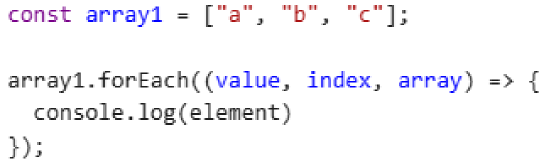 const array1 = ["a", "b", "c"];
array1.forEach((value, index, array) => {
  console.log(element)
});